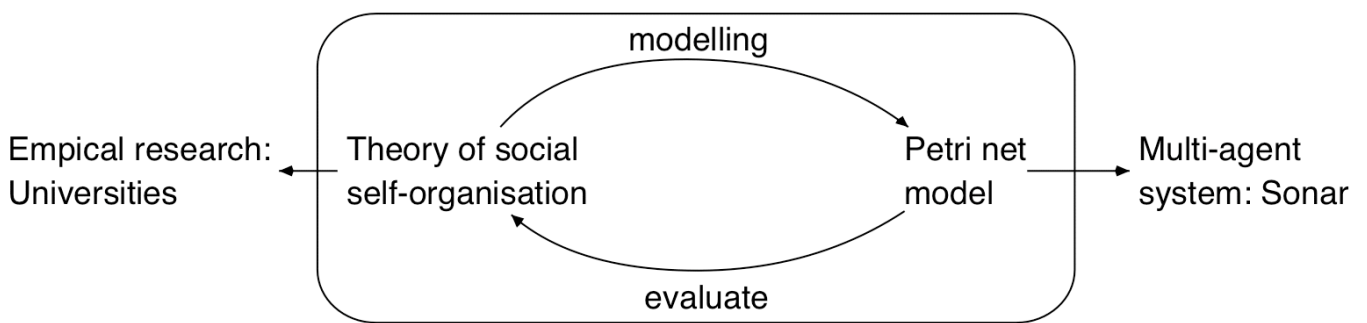 modelling
Empical research:
Universities
Theory of social
self-organisation
Petri net
model
Multi-agent
system: Sonar
evaluate